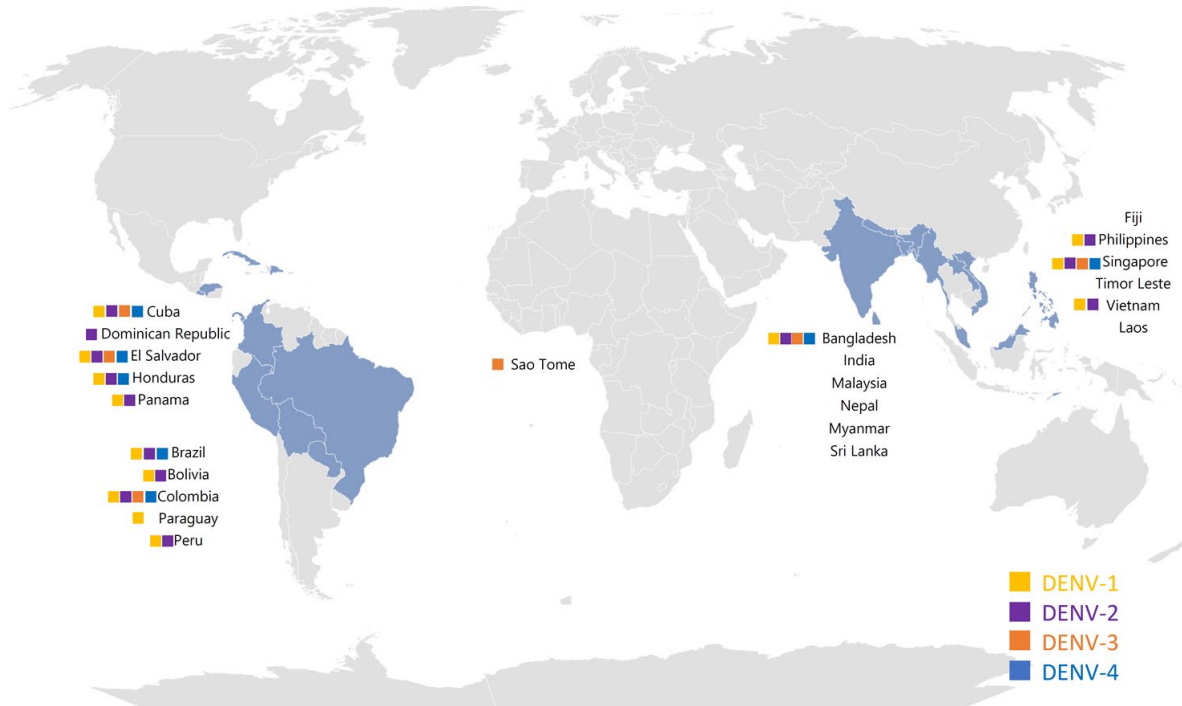 Cuba
Dominican Republic
El Salvador
Honduras
Panama
Brazil
Bolivia
Colombia
Paraguay
Peru
Sao Tome
Bangladesh
India
Malaysia
Nepal
Myanmar
Sri Lanka
Fiji
Philippines
Singapore
Timor Leste
Vietnam
Laos
DENV-1
DENV-2
DENV-3
DENV-4